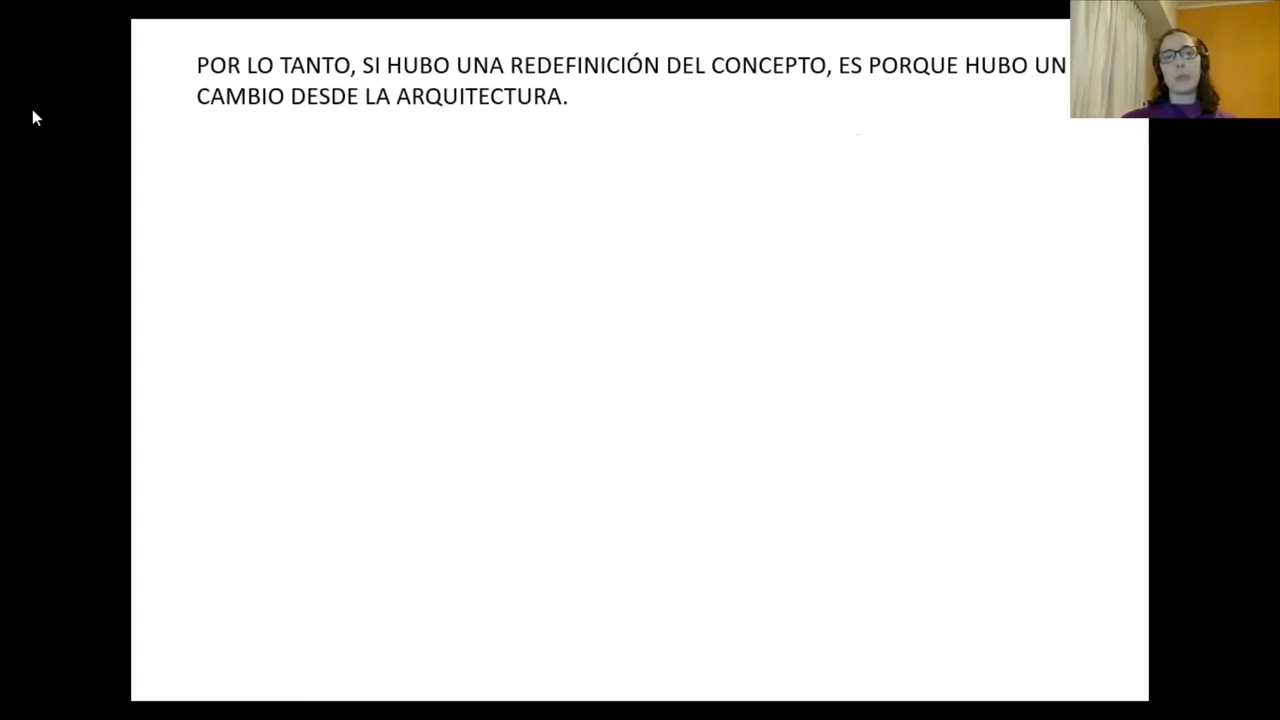 POR LO TANTO, SI HUBO UNA REDEFINICIÓN DEL CONCEPTO, ES PORQUE HUBO UN
CAMBIO DESDE LA ARQUITECTURA.